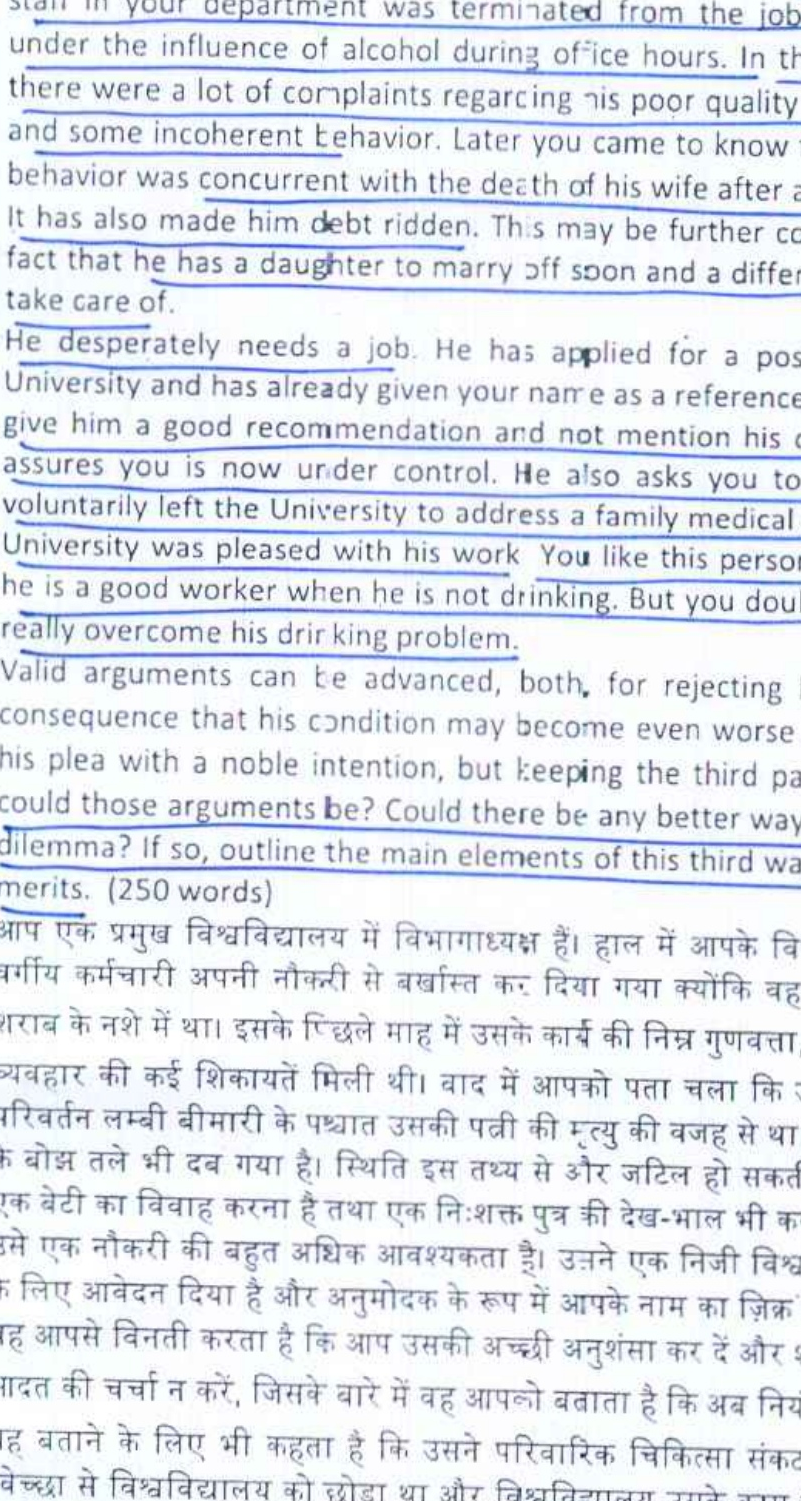 staff in your department was terminated from the job
under the influence of alcohol during office hours. In
there were a lot of complaints regarding his poor quality
and some incoherent behavior. Later you came to know
behavior was concurrent with the death of his wife after a
It has also made him debt ridden. This may be further
fact that he has a daughter to marry off soon and a
take care of.
He desperately needs a job. He has applied for a
University and has already given your name as a reference
give him a good recommendation and not mention his
assures you is now under control. He also asks you to
voluntarily left the University to address a family medical
University was pleased with his work You like this
he is a good worker when he is not drinking. But you
really overcome his drinking problem.
Valid arguments can be advanced, both, for rejecting
consequence that his condition may become even worse
his plea with a noble intention, but keeping the third
could those arguments be? Could there be any better way
dilemma? If so, outline the main elements of this third
merits. (250 words)
आप एक प्रमुख विश्वविद्यालय में विभागाध्यक्ष हैं। हाल में आपके
वर्गीय कर्मचारी अपनी नौकरी से बर्खास्त कर दिया गया क्योंकि वह
शराब के नशे में था। इसके पिछले माह में उसके कार्य की निम्न गुणवत्ता
व्यवहार की कई शिकायतें मिली थी। वाद में आपको पता चला कि
परिवर्तन लम्बी बीमारी के पश्चात उसकी पत्नी की मृत्यु की वजह से था
के बोझ तले भी दब गया है। स्थिति इस तथ्य से और जटिल हो
एक बेटी का विवाह करना है तथा एक निःशक्त पुत्र की देख-भाल भी
उसे एक नौकरी की बहुत अधिक आवश्यकता है। उसने एक निजी
के लिए आवेदन दिया है और अनुमोदक के रूप में आपके नाम का ज़िक्र
वह आपसे विनती करता है कि आप उसकी अच्छी अनुशंसा कर दें और
आदत की चर्चा न करें, जिसके बारे में वह आपको बताता है कि अब
यह बताने के लिए भी कहता है कि उसने परिवारिक चिकित्सा संकट
स्वेच्छा से विश्वविद्यालय को छोड़ा था और विश्वविद्यालय